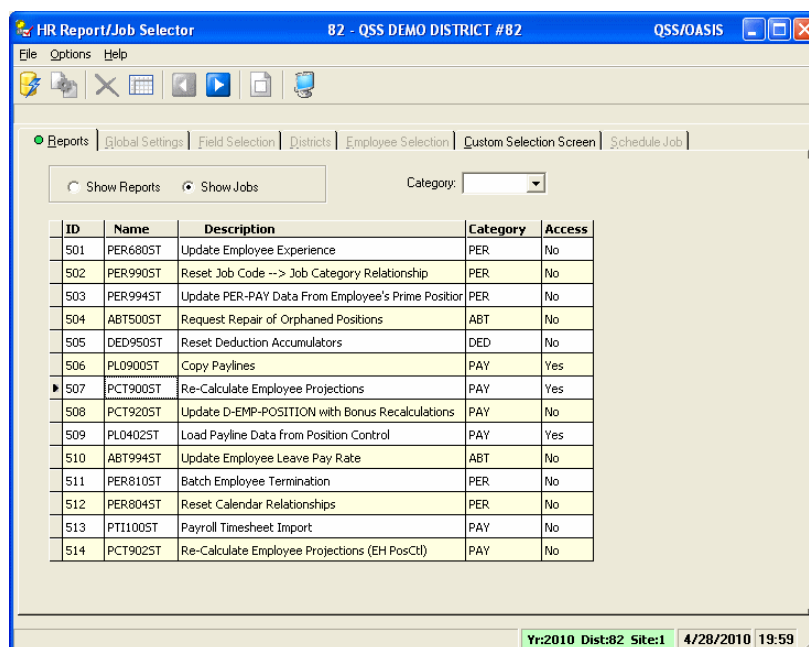 HR Report/Job Selector 82 - QSS DEMO DISTRICT #82 QSS/OASIS
File Options Help
Reports Global Settings Field Selection Districts Employee Selection Custom Selection Screen Schedule Job
Show Reports Show Jobs Category:
ID Name Description Category Access
501 PER680ST Update Employee Experience PER No
502 PER990ST Reset Job Code --> Job Category Relationship PER No
503 PER994ST Update PER-PAY Data From Employee's Prime Position PER No
504 ABT500ST Request Repair of Orphaned Positions ABT No
505 DED950ST Reset Deduction Accumulators DED No
506 PL0900ST Copy Paylines PAY Yes
507 PCT900ST Re-Calculate Employee Projections PAY Yes
508 PCT920ST Update D-EMP-POSITION with Bonus Recalculations PAY No
509 PL0402ST Load Payline Data from Position Control PAY Yes
510 ABT994ST Update Employee Leave Pay Rate ABT No
511 PER810ST Batch Employee Termination PER No
512 PER804ST Reset Calendar Relationships PER No
513 PTI100ST Payroll Timesheet Import PAY No
514 PCT902ST Re-Calculate Employee Projections (EH PosCtl) PAY No
Yr:2010 Dist:82 Site:1 4/28/2010 19:59